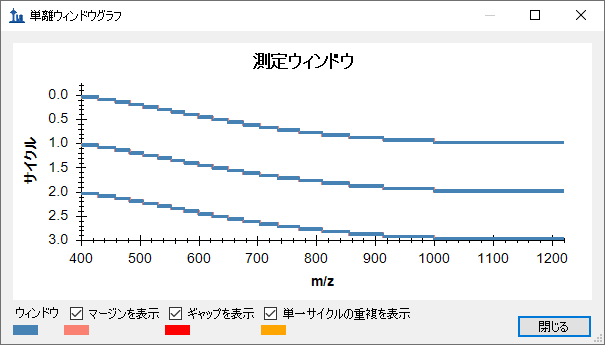 単離ウィンドウグラフ
測定ウィンドウ
サイクル
0.0
0.5
1.0
1.5
2.0
2.5
3.0
400 500 600 700 800 900 1000 1100 1200
m/z
ウィンドウ マージンを表示 ギャップを表示 単一サイクルの重複を表示
閉じる